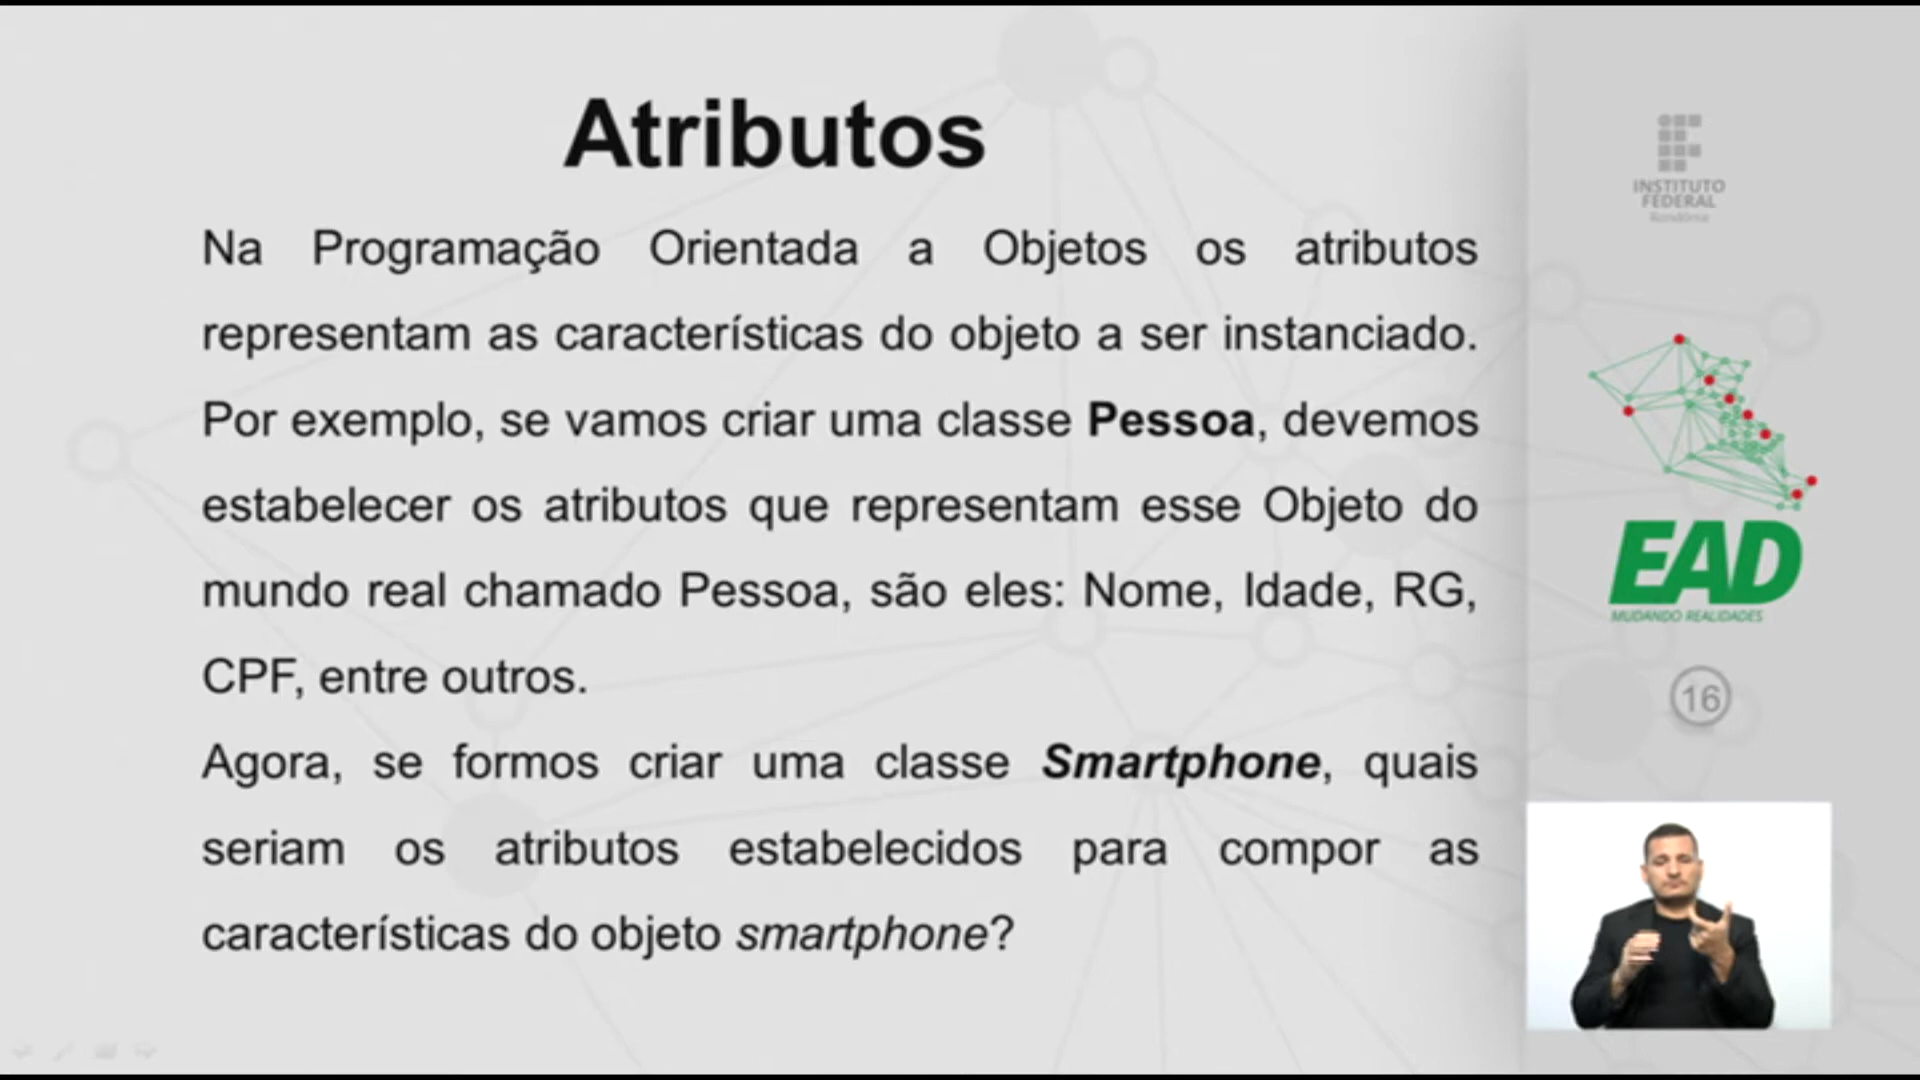 Atributos
Na Programação Orientada a Objetos os atributos
representam as características do objeto a ser instanciado.
Por exemplo, se vamos criar uma classe Pessoa, devemos
estabelecer os atributos que representam esse Objeto do
mundo real chamado Pessoa, são eles: Nome, Idade, RG,
CPF, entre outros.
Agora, se formos criar uma classe Smartphone, quais
seriam os atributos estabelecidos para compor as
características do objeto smartphone?
INSTITUTO
FEDERAL
Rondônia
EAD
MUDANDO REALIDADES
16